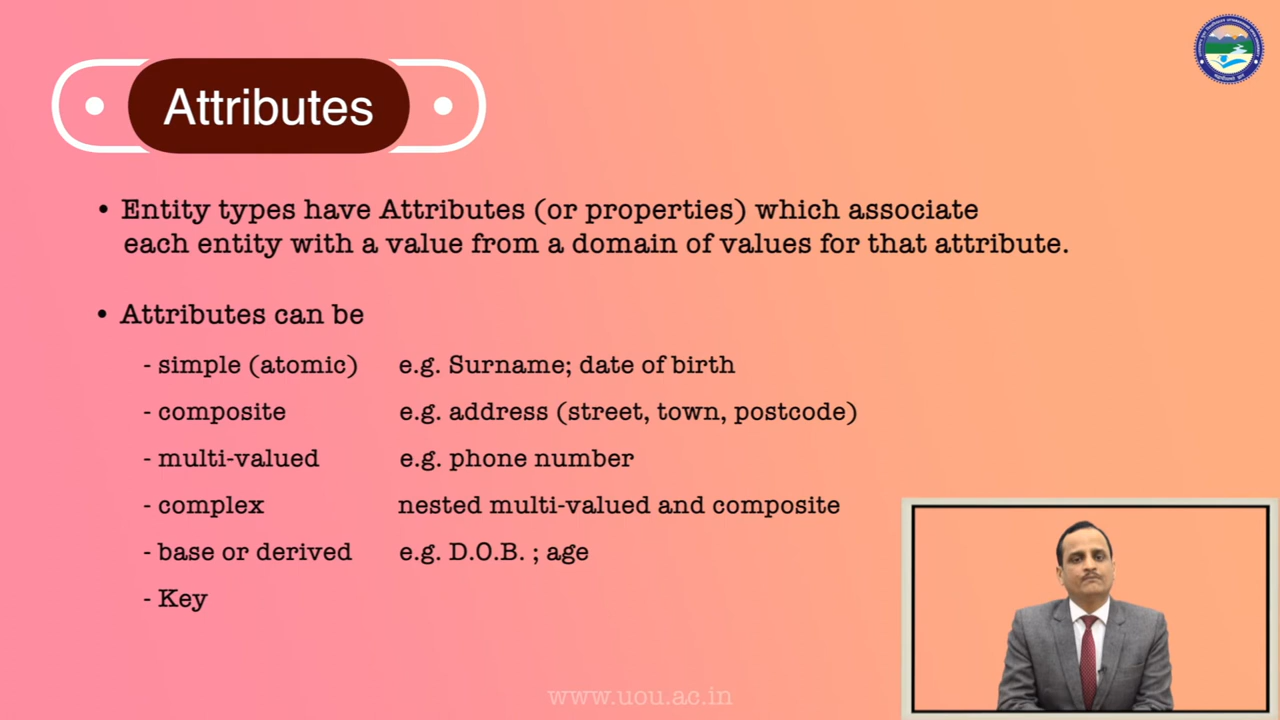 Attributes
• Entity types have Attributes (or properties) which associate
each entity with a value from a domain of values for that attribute.
• Attributes can be
- simple (atomic) e.g. Surname; date of birth
- composite e.g. address (street, town, postcode)
- multi-valued e.g. phone number
- complex nested multi-valued and composite
- base or derived e.g. D.O.B. ; age
- Key
www.uou.ac.in